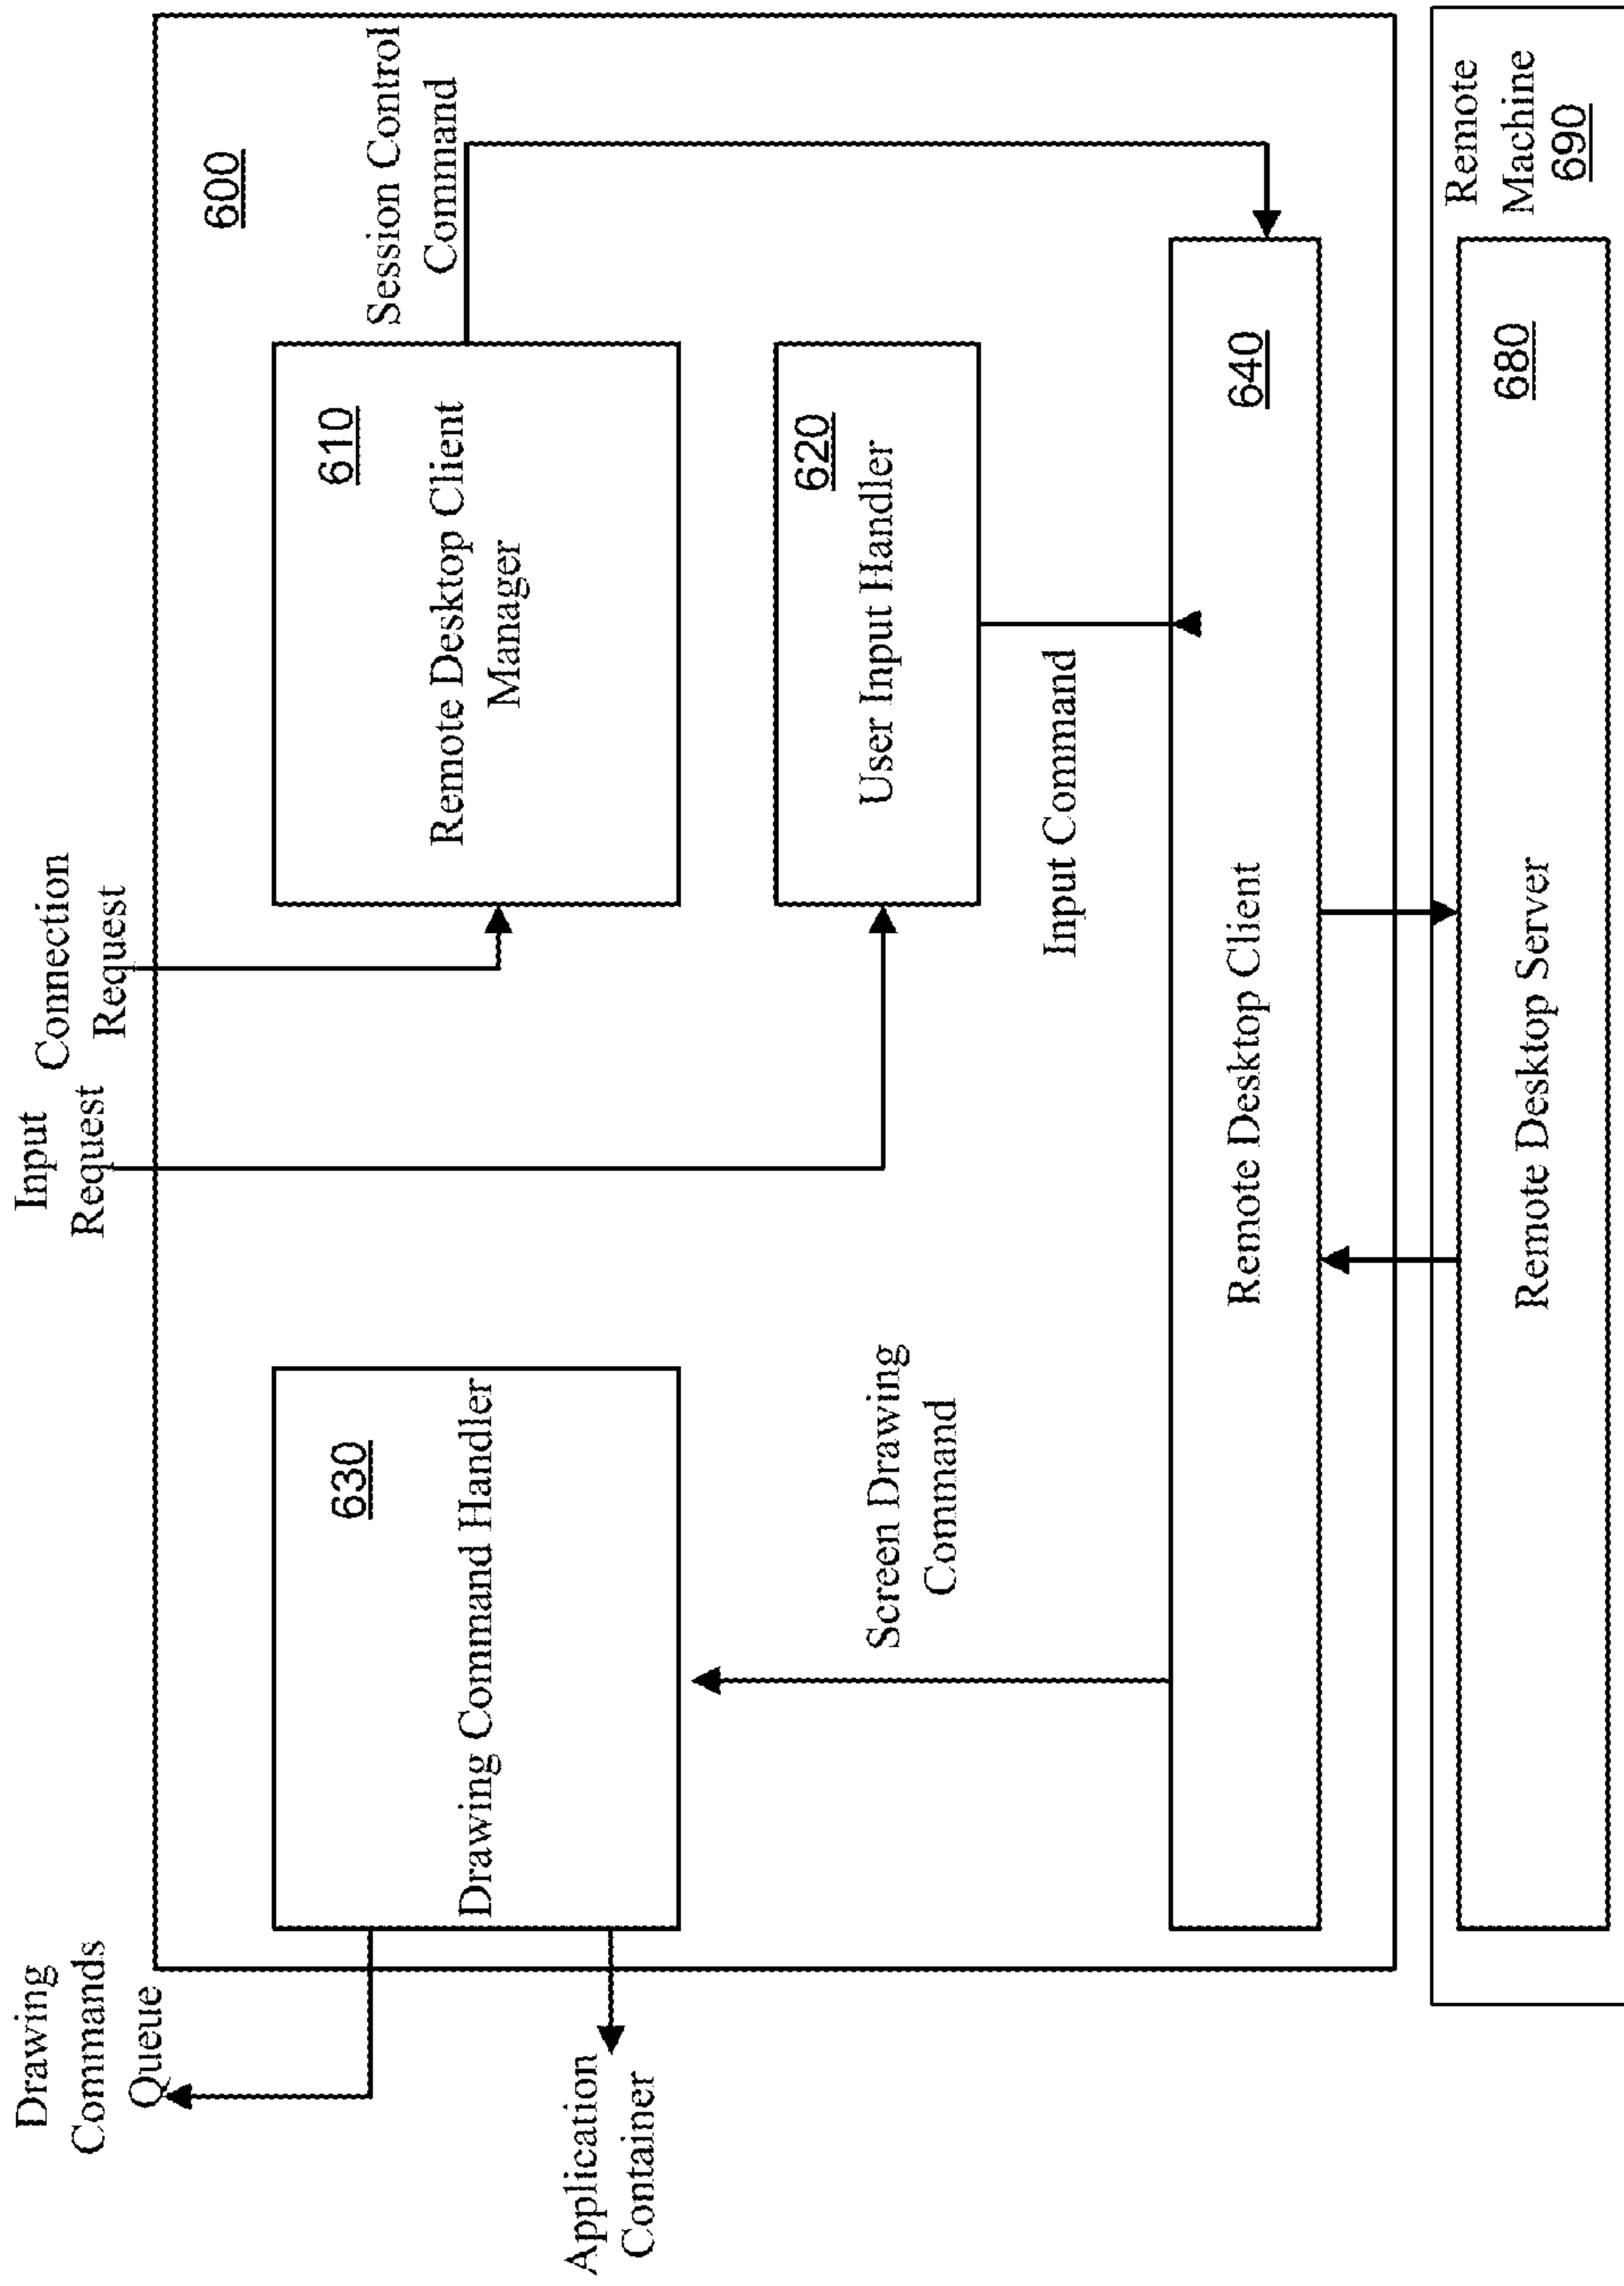 Drawing
Commands
Queue
Input
Request
Connection
Request
600
Application
Container
630
Drawing Command Handler
610
Remote Desktop Client
Manager
Session Control
Command
620
User Input Handler
Screen Drawing
Command
Input Command
Remote Desktop Client
640
Remote
Machine
690
Remote Desktop Server
680